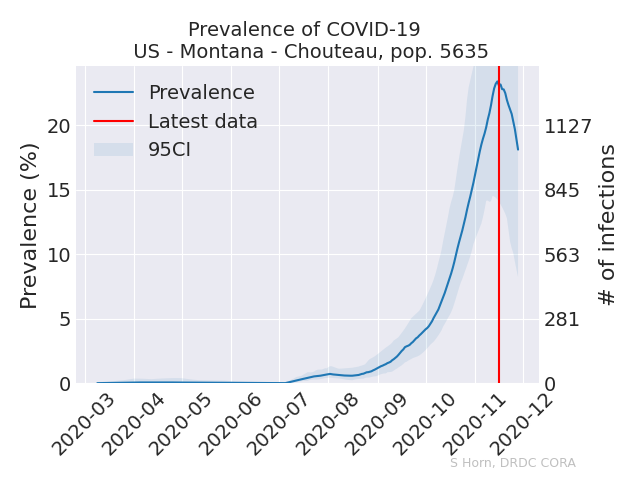 Prevalence of COVID-19
US - Montana - Chouteau, pop. 5635
Prevalence
Latest data
95CI
Prevalence (%)
20
15
10
5
0
1127
845
563
281
0
# of infections
2020-03
2020-04
2020-05
2020-06
2020-07
2020-08
2020-09
2020-10
2020-11
2020-12
S Horn, DRDC CORA